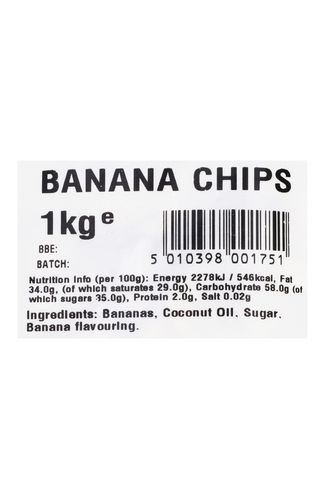 BANANA CHIPS
1kg e
BBE:
BATCH:
5 010398 001751
Nutrition info (per 100g): Energy 2278kJ / 546kcal, Fat
34.0g, (of which saturates 29.0g), Carbohydrate 58.0g (of
which sugars 35.0g), Protein 2.0g, Salt 0.02g
Ingredients: Bananas, Coconut Oil, Sugar,
Banana flavouring.